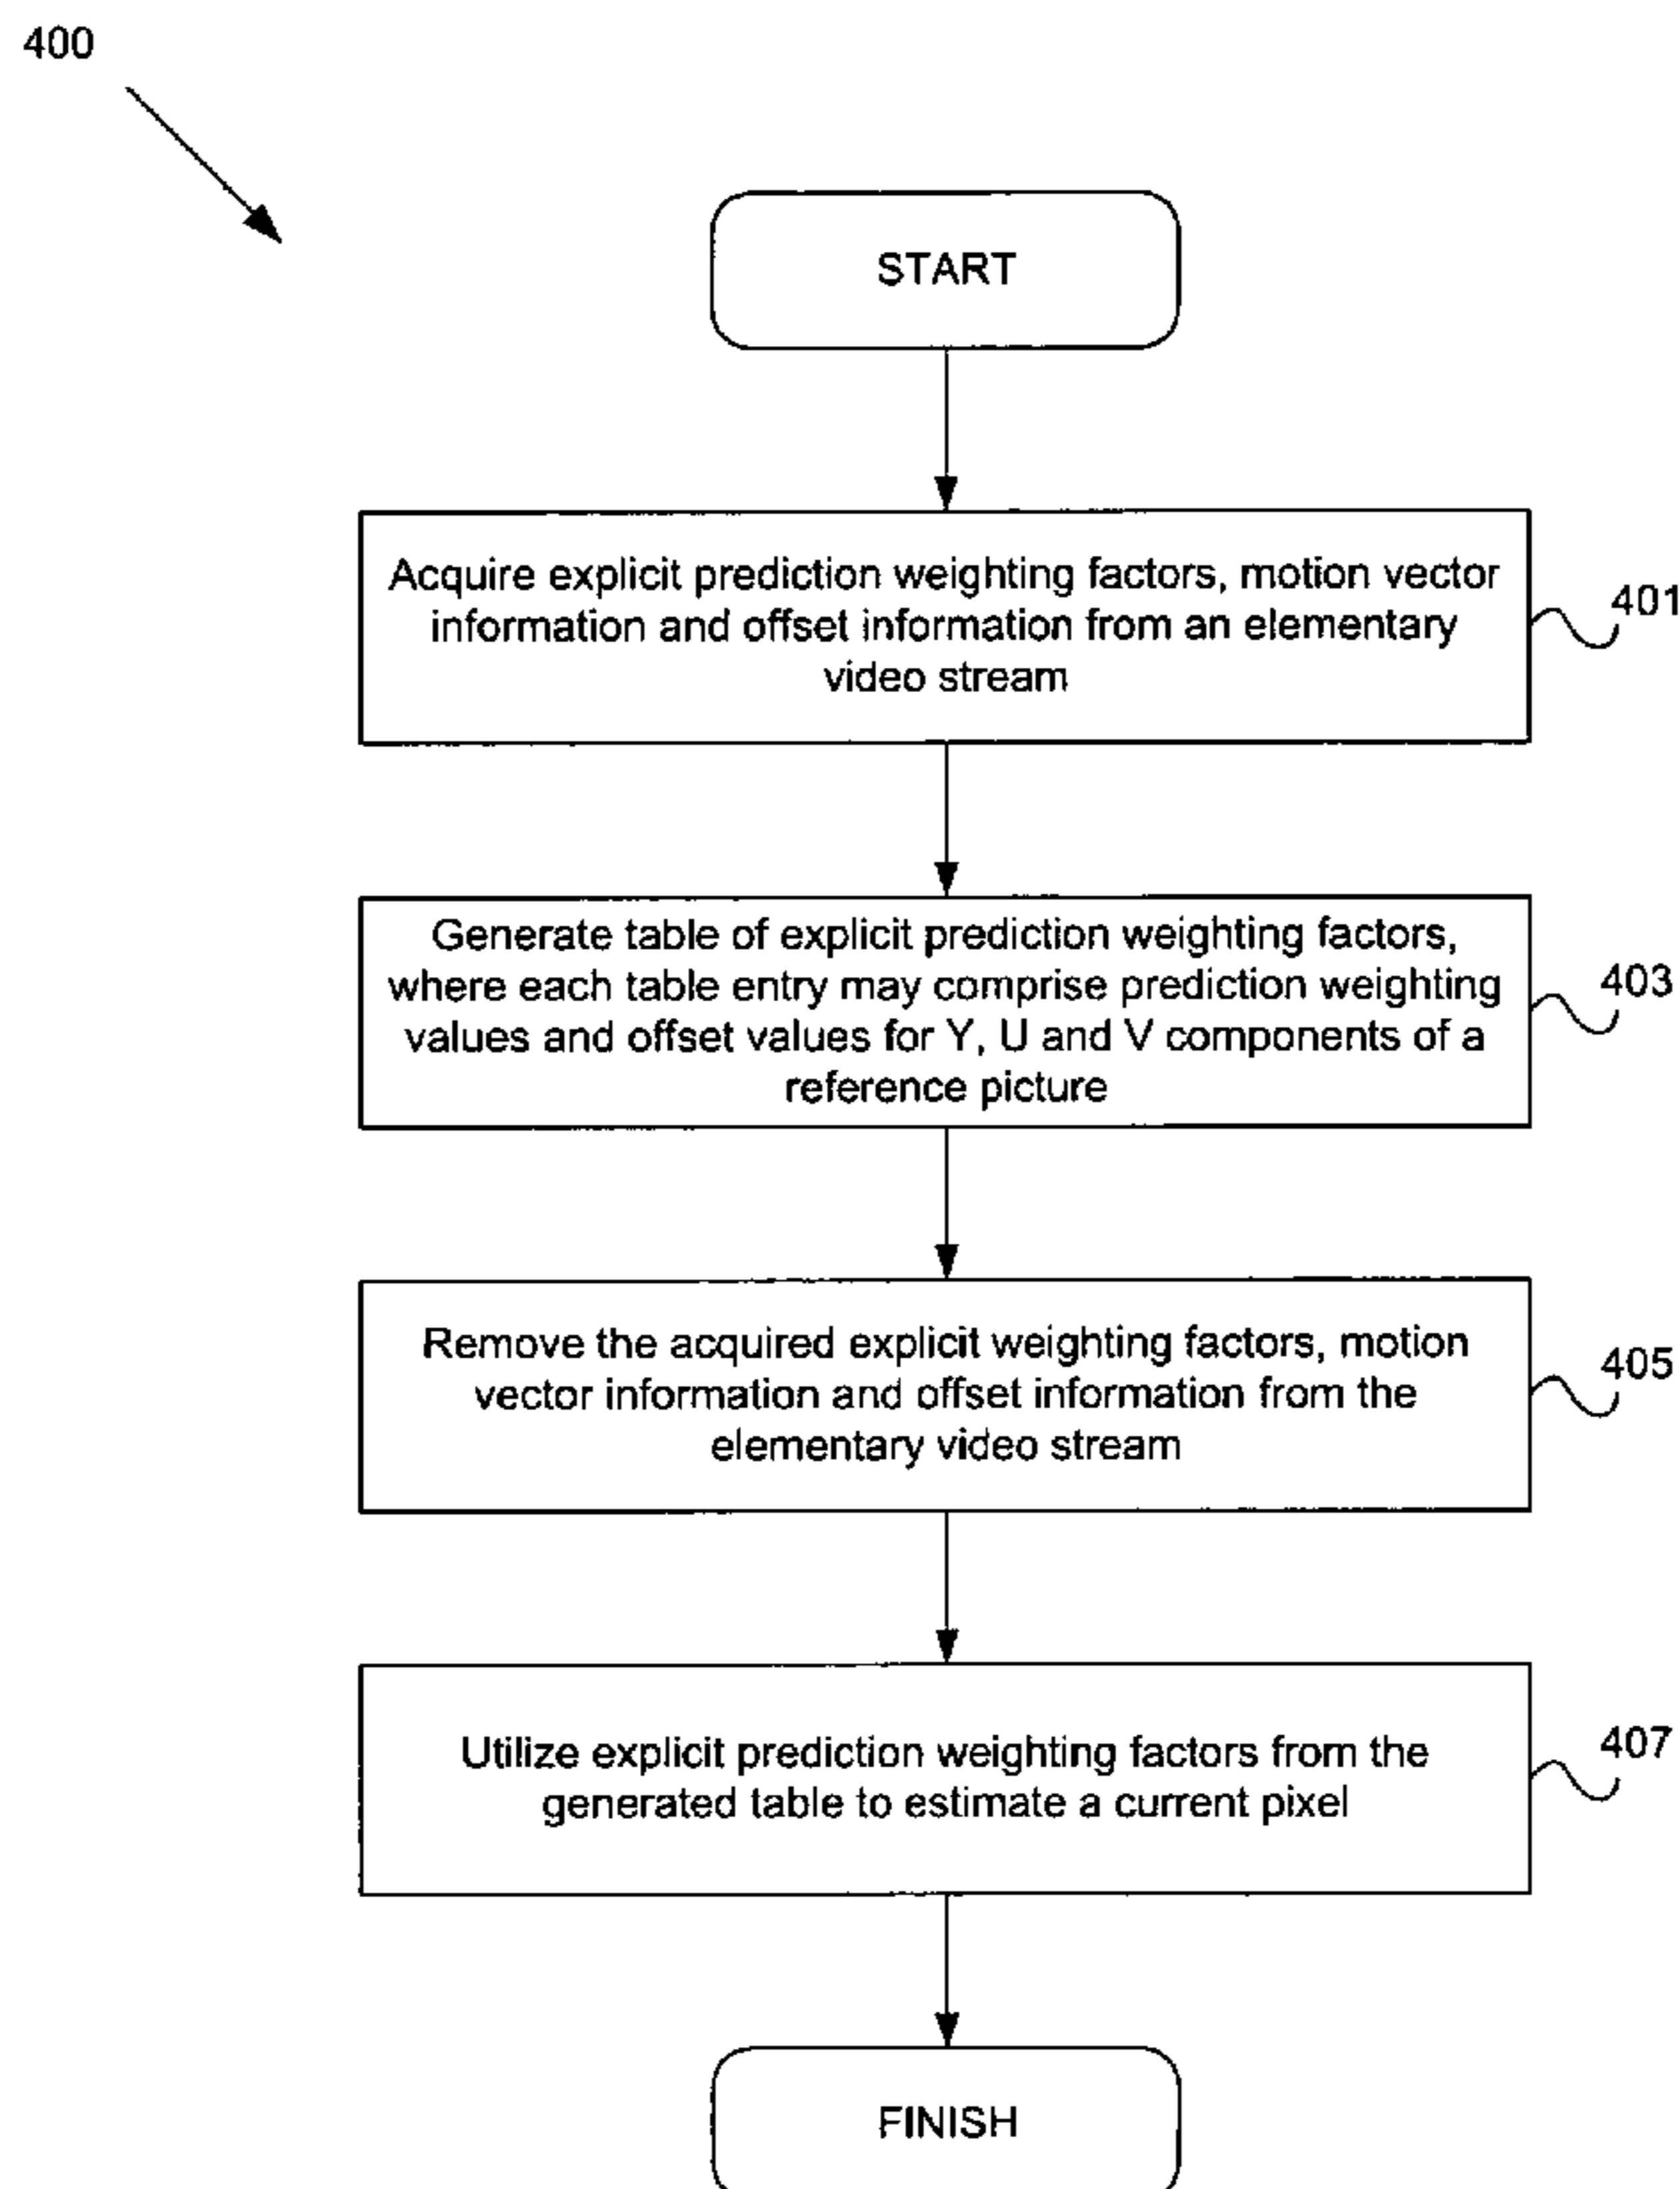 400
START
Acquire explicit prediction weighting factors, motion vector
information and offset information from an elementary
video stream
401
Generate table of explicit prediction weighting factors,
where each table entry may comprise prediction weighting
values and offset values for Y, U and V components of a
reference picture
403
Remove the acquired explicit weighting factors, motion
vector information and offset information from the
elementary video stream
405
Utilize explicit prediction weighting factors from the
generated table to estimate a current pixel
407
FINISH